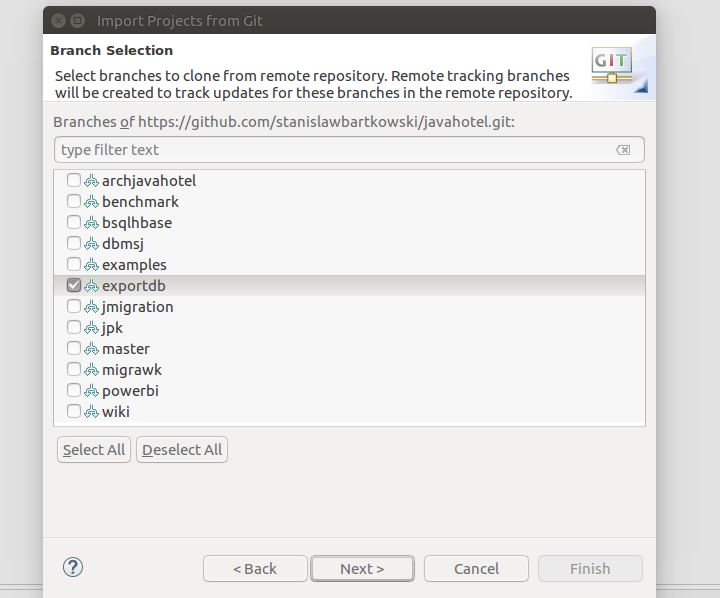 Import Projects from Git
Branch Selection
Select branches to clone from remote repository. Remote tracking branches
will be created to track updates for these branches in the remote repository.
GIT
Branches of https://github.com/stanislawbartkowski/javahotel.git:
type filter text
archjavahotel
benchmark
bsqlhbase
dbmsj
examples
exportdb
jmigration
jpk
master
migrawk
powerbi
wiki
Select All Deselect All
? < Back Next > Cancel Finish